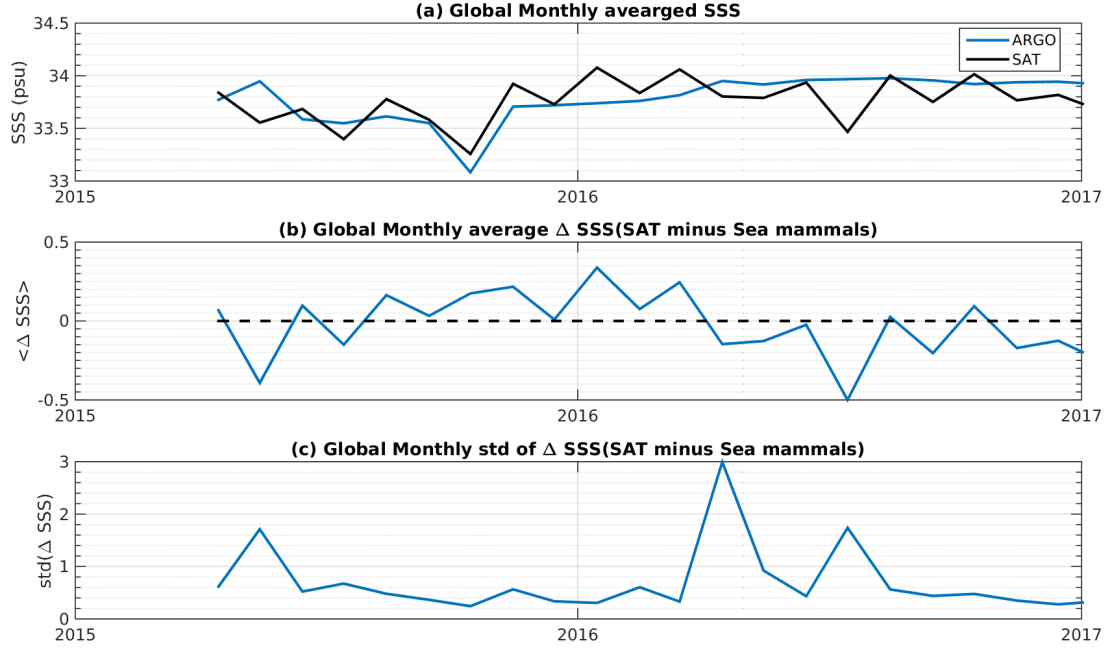 (a) Global Monthly avearged SSS
34.5
34
33.5
33
SSS (psu)
ARGO
SAT
2015
2016
2017
(b) Global Monthly average Δ SSS(SAT minus Sea mammals)
0.5
0
-0.5
<Δ SSS>
2015
2016
2017
(c) Global Monthly std of Δ SSS(SAT minus Sea mammals)
3
2
1
0
std(Δ SSS)
2015
2016
2017